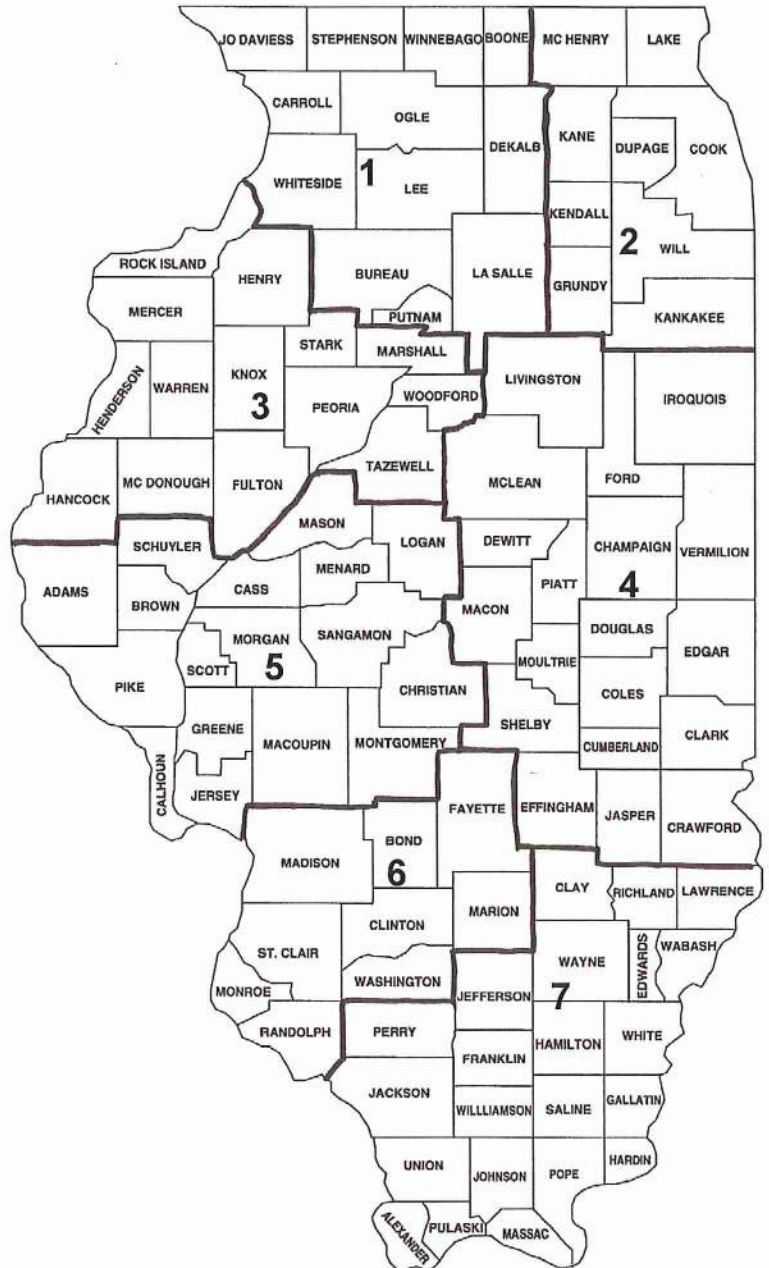 JO DAVIESS
STEPHENSON
WINNEBAGO
BOONE
MC HENRY
LAKE
CARROLL
OGLE
DEKALB
KANE
DUPAGE
COOK
WHITESIDE
1
LEE
KENDALL
2
WILL
ROCK ISLAND
HENRY
BUREAU
LA SALLE
GRUNDY
MERCER
PUTNAM
KANKAKEE
STARK
MARSHALL
HENDERSON
WARREN
KNOX
3
PEORIA
WOODFORD
LIVINGSTON
IROQUOIS
HANCOCK
MC DONOUGH
FULTON
TAZEWELL
MCLEAN
FORD
MASON
SCHUYLER
LOGAN
DEWITT
CHAMPAIGN
VERMILION
ADAMS
BROWN
CASS
MENARD
MACON
PIATT
4
MORGAN
SANGAMON
DOUGLAS
EDGAR
SCOTT
5
MOULTRIE
PIKE
CHRISTIAN
COLES
GREENE
SHELBY
CALHOUN
MACOUPIN
MONTGOMERY
CUMBERLAND
CLARK
JERSEY
FAYETTE
EFFINGHAM
JASPER
CRAWFORD
MADISON
BOND
6
CLAY
RICHLAND
LAWRENCE
MARION
CLINTON
ST. CLAIR
WAYNE
EDWARDS
WABASH
WASHINGTON
MONROE
JEFFERSON
7
RANDOLPH
PERRY
HAMILTON
WHITE
FRANKLIN
JACKSON
WILLLIAMSON
SALINE
GALLATIN
UNION
JOHNSON
POPE
HARDIN
ALEXANDER
PULASKI
MASSAC